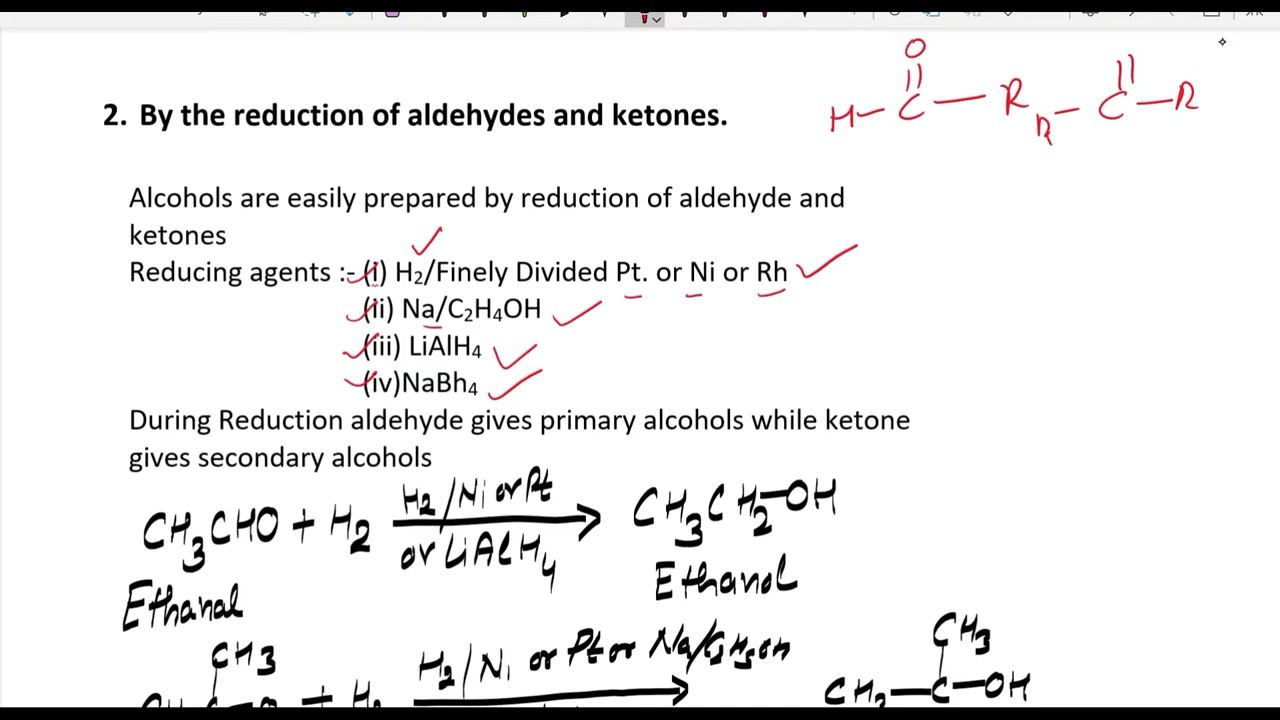 O
||
H-C-R
||
R-C-R
2. By the reduction of aldehydes and ketones.
Alcohols are easily prepared by reduction of aldehyde and
ketones
Reducing agents :- (i) H₂/Finely Divided Pt. or Ni or Rh
(ii) Na/C₂H₄OH
(iii) LiAlH₄
(iv)NaBh₄
During Reduction aldehyde gives primary alcohols while ketone
gives secondary alcohols
H₂/Ni or Pt
CH₃CHO + H₂ → CH₃CH₂-OH
or LiAlH₄
Ethanal Ethanol
CH₃ CH₃
H₂/Ni or Pt or Na/C₂H₅OH
+ H₂ → CH₃-C-OH